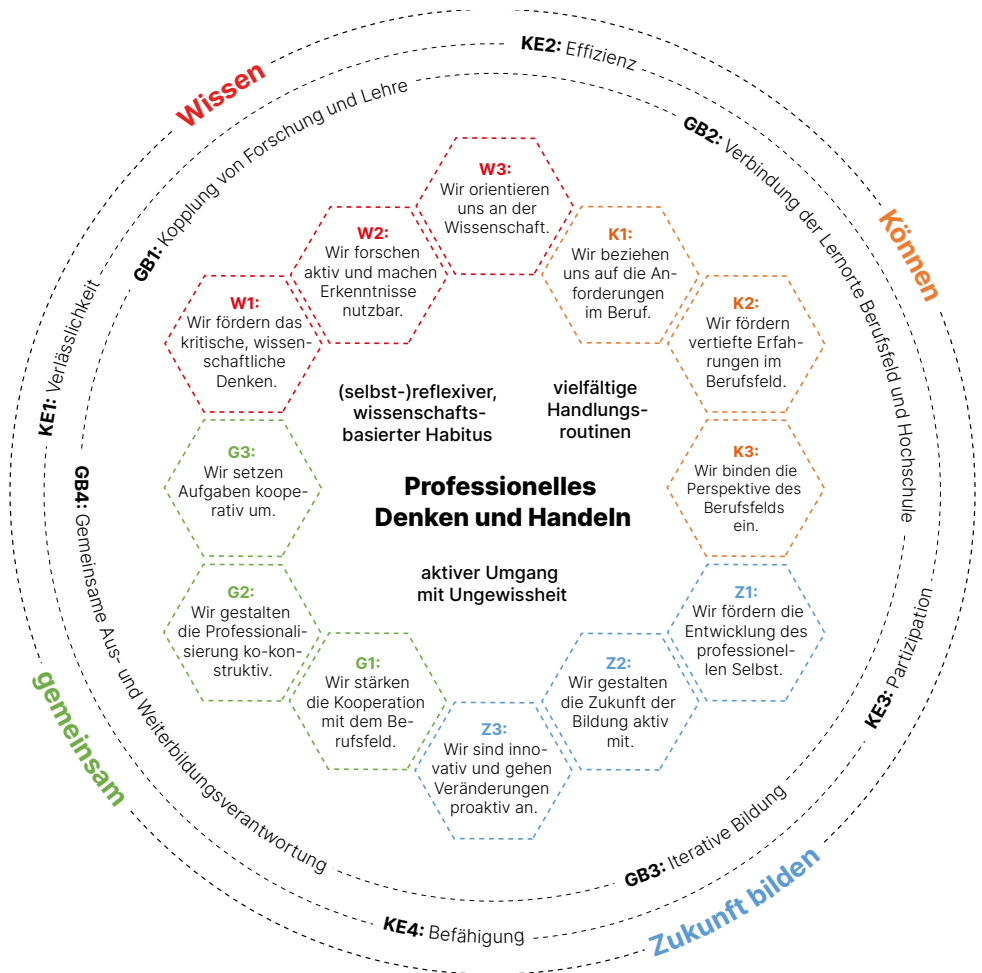 KE2: Effizienz
Wissen
GB1: Kopplung von Forschung und Lehre
GB2: Verbindung der Lernorte Berufsfeld und Hochschule
Können
KE1: Verlässlichkeit
W3:
Wir orientieren
uns an der
Wissenschaft.
W2:
Wir forschen
aktiv und machen
Erkenntnisse
nutzbar.
K1:
Wir beziehen
uns auf die An-
forderungen
im Beruf.
W1:
Wir fördern das
kritische, wissen-
schaftliche
Denken.
K2:
Wir fördern
vertiefte Erfah-
rungen im
Berufsfeld.
(selbst-)reflexiver,
wissenschafts-
basierter Habitus
vielfältige
Handlungs-
routinen
G3:
Wir setzen
Aufgaben koope-
rativ um.
K3:
Wir binden die
Perspektive des
Berufsfelds
ein.
Professionelles
Denken und Handeln
aktiver Umgang
mit Ungewissheit
G2:
Wir gestalten
die Professionali-
sierung ko-kon-
struktiv.
Z1:
Wir fördern die
Entwicklung des
professionel-
len Selbst.
G1:
Wir stärken
die Kooperation
mit dem Be-
rufsfeld.
Z2:
Wir gestalten
die Zukunft der
Bildung aktiv
mit.
Z3:
Wir sind inno-
vativ und gehen
Veränderungen
proaktiv an.
GB4: Gemeinsame Aus- und Weiterbildungsverantwortung
KE3: Partizipation
gemeinsam
GB3: Iterative Bildung
KE4: Befähigung
Zukunft bilden